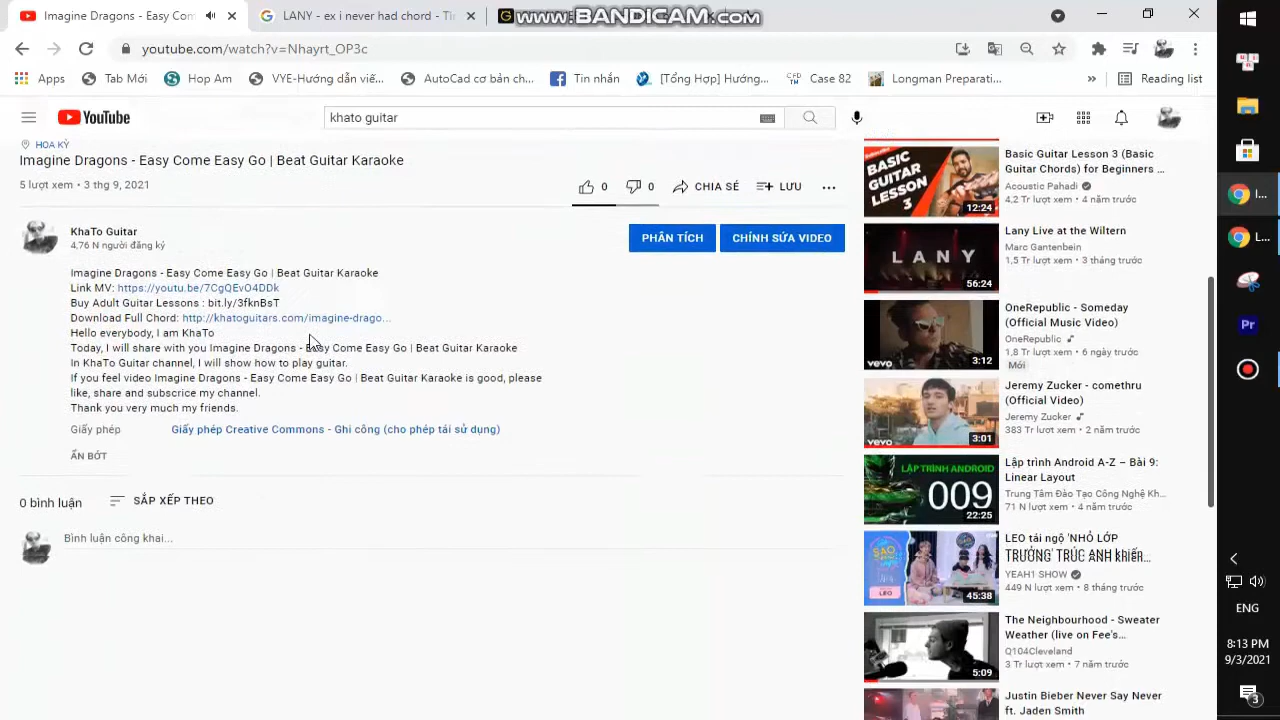 Imagine Dragons - Easy Com
LANY - ex i never had chord - Th
www.BANDICAM.com
youtube.com/watch?v=Nhayrt_OP3c
Apps
Tab Mới
Hop Am
VYE-Hướng dẫn viế...
AutoCad cơ bản ch...
Tin nhắn
[Tổng Hợp] Hướng...
Case 82
Longman Preparati...
»
Reading list
YouTube
khato guitar
HOA KỲ
Imagine Dragons - Easy Come Easy Go | Beat Guitar Karaoke
5 lượt xem • 3 thg 9, 2021
0
0
CHIA SẺ
LƯU
KhaTo Guitar
4,76 N người đăng ký
PHÂN TÍCH
CHỈNH SỬA VIDEO
Imagine Dragons - Easy Come Easy Go | Beat Guitar Karaoke
Link MV: https://youtu.be/7CgQEvO4DDk
Buy Adult Guitar Lessons : bit.ly/3fknBsT
Download Full Chord: http://khatoguitars.com/imagine-drago...
Hello everybody, I am KhaTo
Today, I will share with you Imagine Dragons - Easy Come Easy Go | Beat Guitar Karaoke
In KhaTo Guitar channel, I will show how to play guitar.
If you feel video Imagine Dragons - Easy Come Easy Go | Beat Guitar Karaoke is good, please
like, share and subscrice my channel.
Thank you very much my friends.
Giấy phép
Giấy phép Creative Commons - Ghi công (cho phép tái sử dụng)
ẨN BỚT
0 bình luận
SẮP XẾP THEO
Bình luận công khai...
BASIC
GUITAR
LESSON
3
12:24
Basic Guitar Lesson 3 (Basic
Guitar Chords) for Beginners ...
Acoustic Pahadi
4,2 Tr lượt xem • 4 năm trước
LANY
56:24
Lany Live at the Wiltern
Marc Gantenbein
1,5 Tr lượt xem • 3 tháng trước
vevo
3:12
OneRepublic - Someday
(Official Music Video)
OneRepublic
1,8 Tr lượt xem • 6 ngày trước
Mới
vevo
3:01
Jeremy Zucker - comethru
(Official Video)
Jeremy Zucker
383 Tr lượt xem • 2 năm trước
LẬP TRÌNH ANDROID
009
22:25
Lập trình Android A-Z – Bài 9:
Linear Layout
Trung Tâm Đào Tạo Công Nghệ Kh...
71 N lượt xem • 4 năm trước
SAO
LEO
45:38
LEO tái ngộ 'NHỎ LỚP
TRƯỞNG' TRÚC ANH khiến...
YEAH1 SHOW
449 N lượt xem • 8 tháng trước
5:09
The Neighbourhood - Sweater
Weather (live on Fee's...
Q104Cleveland
3 Tr lượt xem • 7 năm trước
Justin Bieber Never Say Never
ft. Jaden Smith
I...
L...
Pr
ENG
8:13 PM
9/3/2021
3